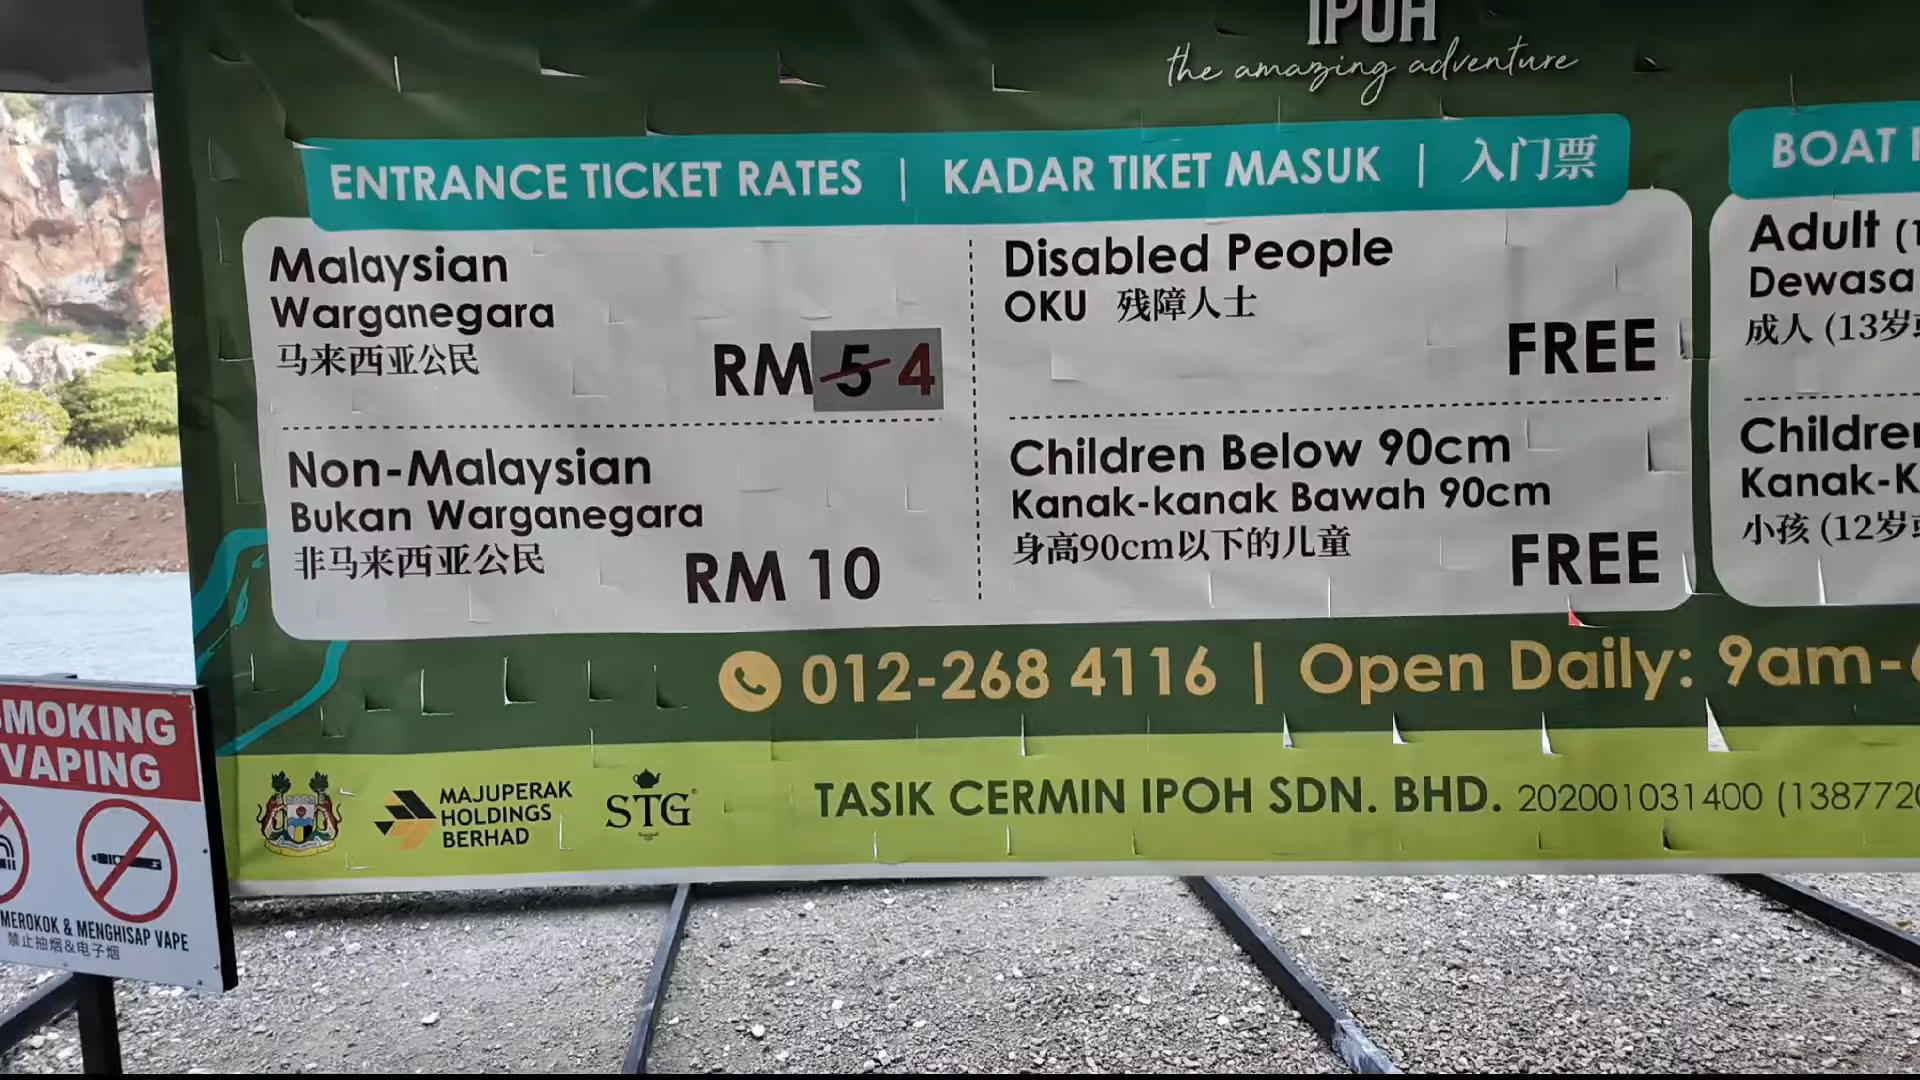 IPOH
the amazing adventure
ENTRANCE TICKET RATES | KADAR TIKET MASUK | 入门票
Malaysian
Warganegara
马来西亚公民
RM 5 4
Non-Malaysian
Bukan Warganegara
非马来西亚公民
RM 10
Disabled People
OKU 残障人士
FREE
Children Below 90cm
Kanak-kanak Bawah 90cm
身高90cm以下的儿童
FREE
BOAT
Adult
Dewasa
成人 (13岁
Kanak-K
小孩 (12岁
012-268 4116 | Open Daily: 9am-
MAJUPERAK
HOLDINGS
BERHAD
STG
TASIK CERMIN IPOH SDN. BHD. 202001031400 (138772
SMOKING
VAPING
MEROKOK & MENGHISAP VAPE
禁止抽烟&电子烟